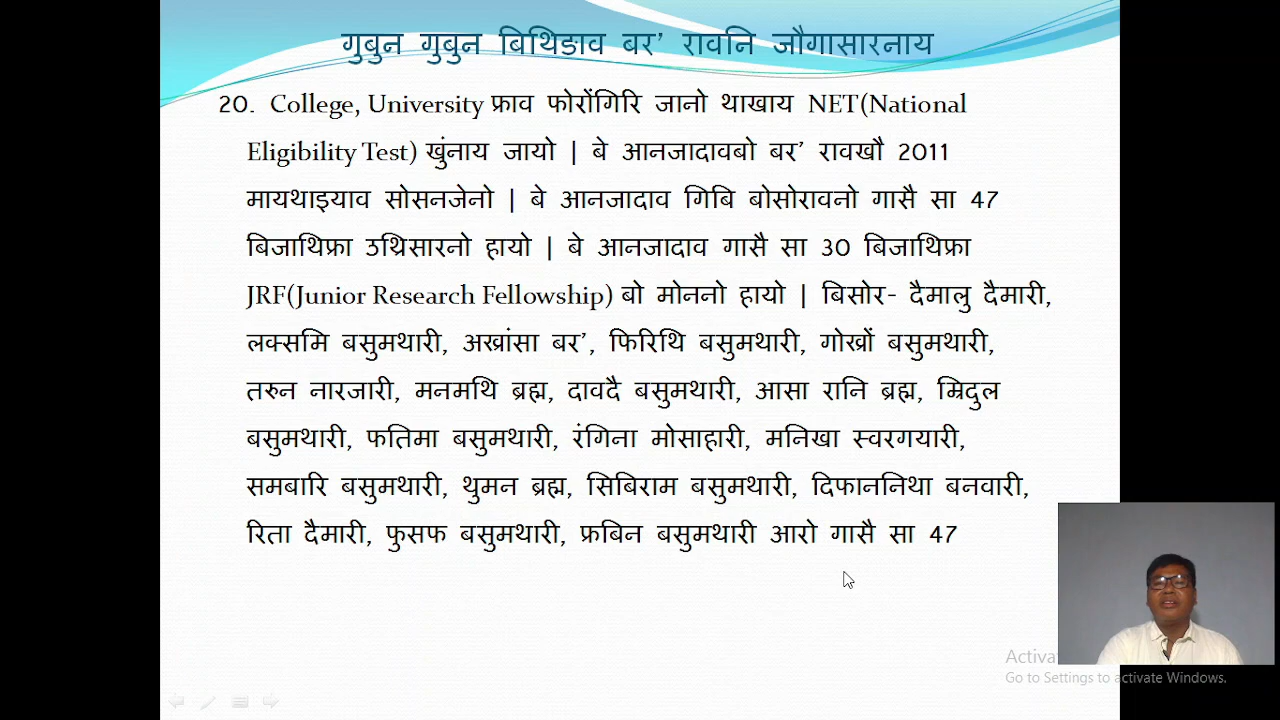 गुबुन गुबुन बिथिङाव बर’ रावनि जौगासारनाय
20. College, University फ्राव फोरोंगिरि जानो थाखाय NET(National
Eligibility Test) खुंनाय जायो | बे आनजादावबो बर’ रावखौ 2011
मायथाइयाव सोसनजेनो | बे आनजादाव गिबि बोसोरावनो गासै सा 47
बिजाथिफ्रा उथ्रिसारनो हायो | बे आनजादाव गासै सा 30 बिजाथिफ्रा
JRF(Junior Research Fellowship) बो मोननो हायो | बिसोर- दैमालु दैमारी,
लक्समि बसुमथारी, अख्रांसा बर’, फिरिथि बसुमथारी, गोख्रों बसुमथारी,
तरुन नारजारी, मनमथि ब्रह्म, दावदै बसुमथारी, आसा रानि ब्रह्म, म्रिदुल
बसुमथारी, फतिमा बसुमथारी, रंगिना मोसाहारी, मनिखा स्वरगयारी,
समबारि बसुमथारी, थुमन ब्रह्म, सिबिराम बसुमथारी, दिफाननिथा बनवारी,
रिता दैमारी, फुसफ बसुमथारी, फ्रबिन बसुमथारी आरो गासै सा 47
Activa
Go to Settings to activate Windows.